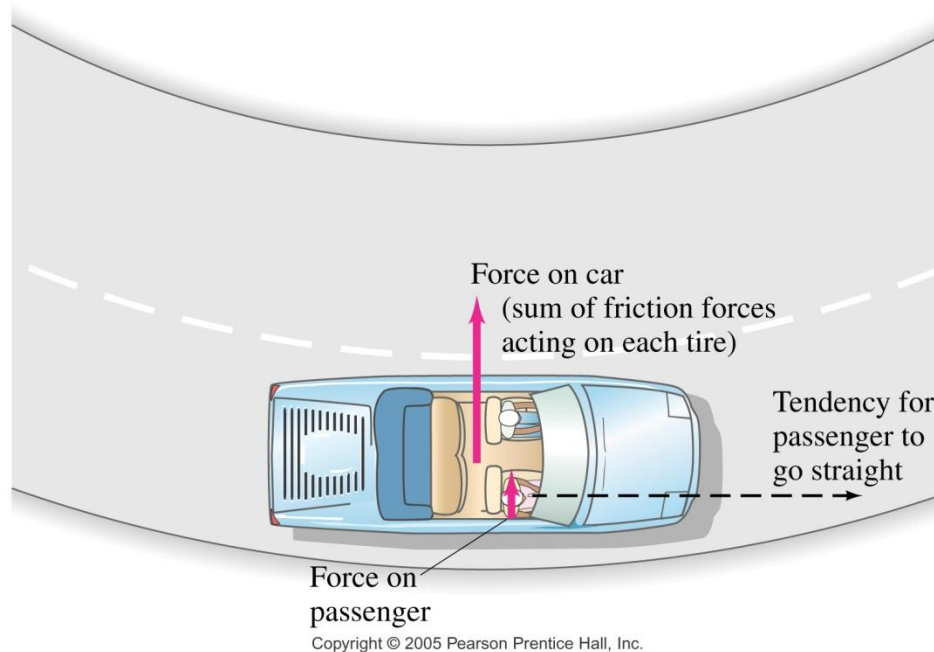 Force on car
(sum of friction forces
acting on each tire)
Tendency for
passenger to
go straight
Force on
passenger
Copyright © 2005 Pearson Prentice Hall, Inc.